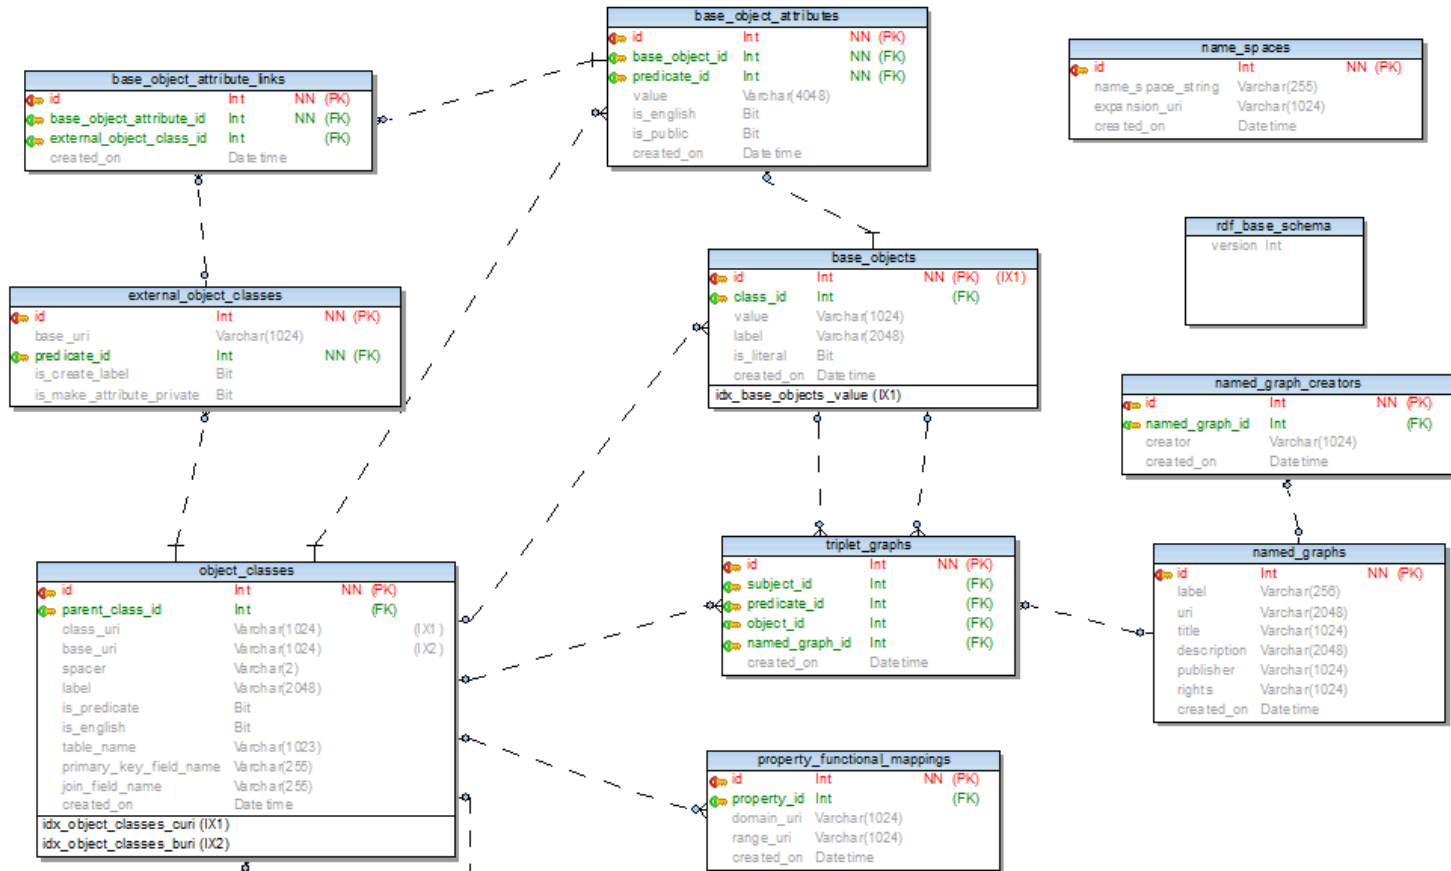 base_object_attributes
id Int NN (PK)
base_object_id Int NN (FK)
predicate_id Int NN (FK)
value Varchar(4048)
is_english Bit
is_public Bit
created_on Datetime
name_spaces
id Int NN (PK)
name_space_string Varchar(255)
expansion_uri Varchar(1024)
created_on Datetime
base_object_attribute_links
id Int NN (PK)
base_object_attribute_id Int NN (FK)
external_object_class_id Int (FK)
created_on Datetime
rdf_base_schema
version Int
base_objects
id Int NN (PK) (IX1)
class_id Int (FK)
value Varchar(1024)
label Varchar(2048)
is_literal Bit
created_on Datetime
idx_base_objects_value (IX1)
external_object_classes
id Int NN (PK)
base_uri Varchar(1024)
predicate_id Int NN (FK)
is_create_label Bit
is_make_attribute_private Bit
named_graph_creators
id Int NN (PK)
named_graph_id Int (FK)
creator Varchar(1024)
created_on Datetime
triplet_graphs
id Int NN (PK)
subject_id Int (FK)
predicate_id Int (FK)
object_id Int (FK)
named_graph_id Int (FK)
created_on Datetime
named_graphs
id Int NN (PK)
label Varchar(256)
uri Varchar(2048)
title Varchar(1024)
description Varchar(2048)
publisher Varchar(1024)
rights Varchar(1024)
created_on Datetime
object_classes
id Int NN (PK)
parent_class_id Int (FK)
class_uri Varchar(1024) (IX1)
base_uri Varchar(1024) (IX2)
spacer Varchar(2)
label Varchar(2048)
is_predicate Bit
is_english Bit
table_name Varchar(1023)
primary_key_field_name Varchar(255)
join_field_name Varchar(255)
created_on Datetime
idx_object_classes_curi (IX1)
idx_object_classes_buri (IX2)
property_functional_mappings
id Int NN (PK)
property_id Int (FK)
domain_uri Varchar(1024)
range_uri Varchar(1024)
created_on Datetime